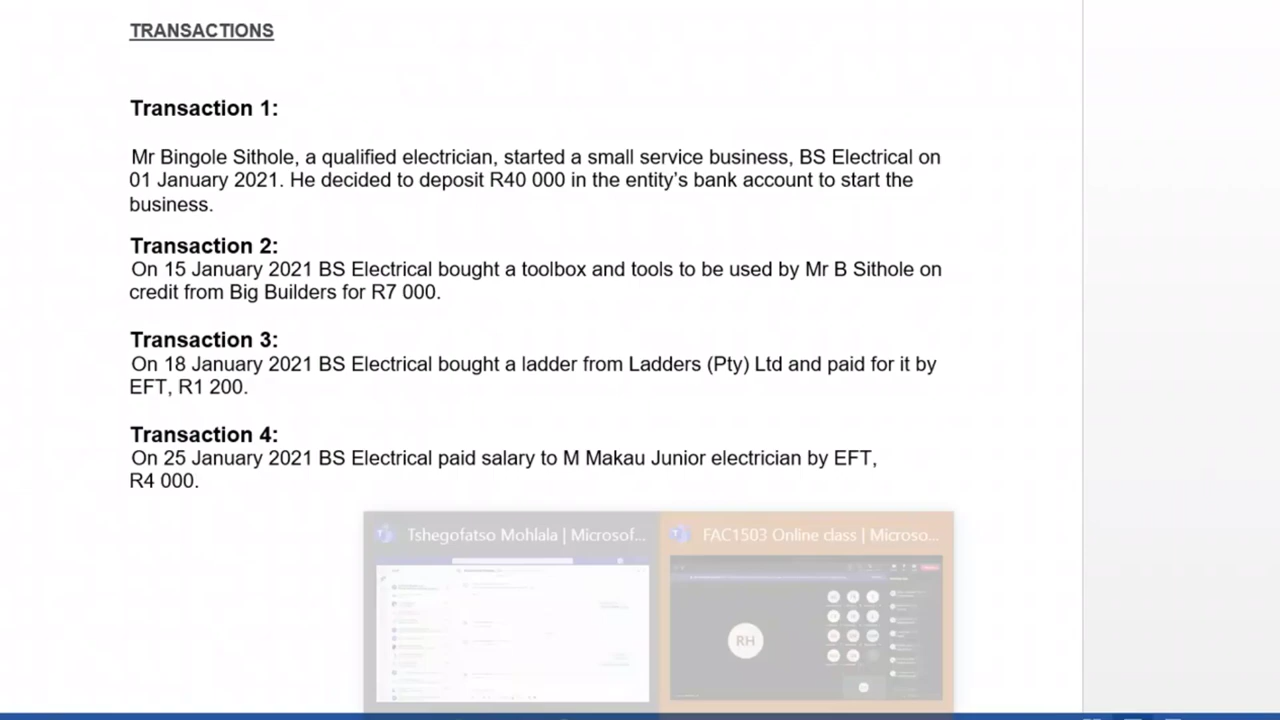 TRANSACTIONS
Transaction 1:
Mr Bingole Sithole, a qualified electrician, started a small service business, BS Electrical on
01 January 2021. He decided to deposit R40 000 in the entity's bank account to start the
business.
Transaction 2:
On 15 January 2021 BS Electrical bought a toolbox and tools to be used by Mr B Sithole on
credit from Big Builders for R7 000.
Transaction 3:
On 18 January 2021 BS Electrical bought a ladder from Ladders (Pty) Ltd and paid for it by
EFT, R1 200.
Transaction 4:
On 25 January 2021 BS Electrical paid salary to M Makau Junior electrician by EFT,
R4 000.
Tshegofatso Mohlala | Microsof...
FAC1503 Online class | Microso...
RH